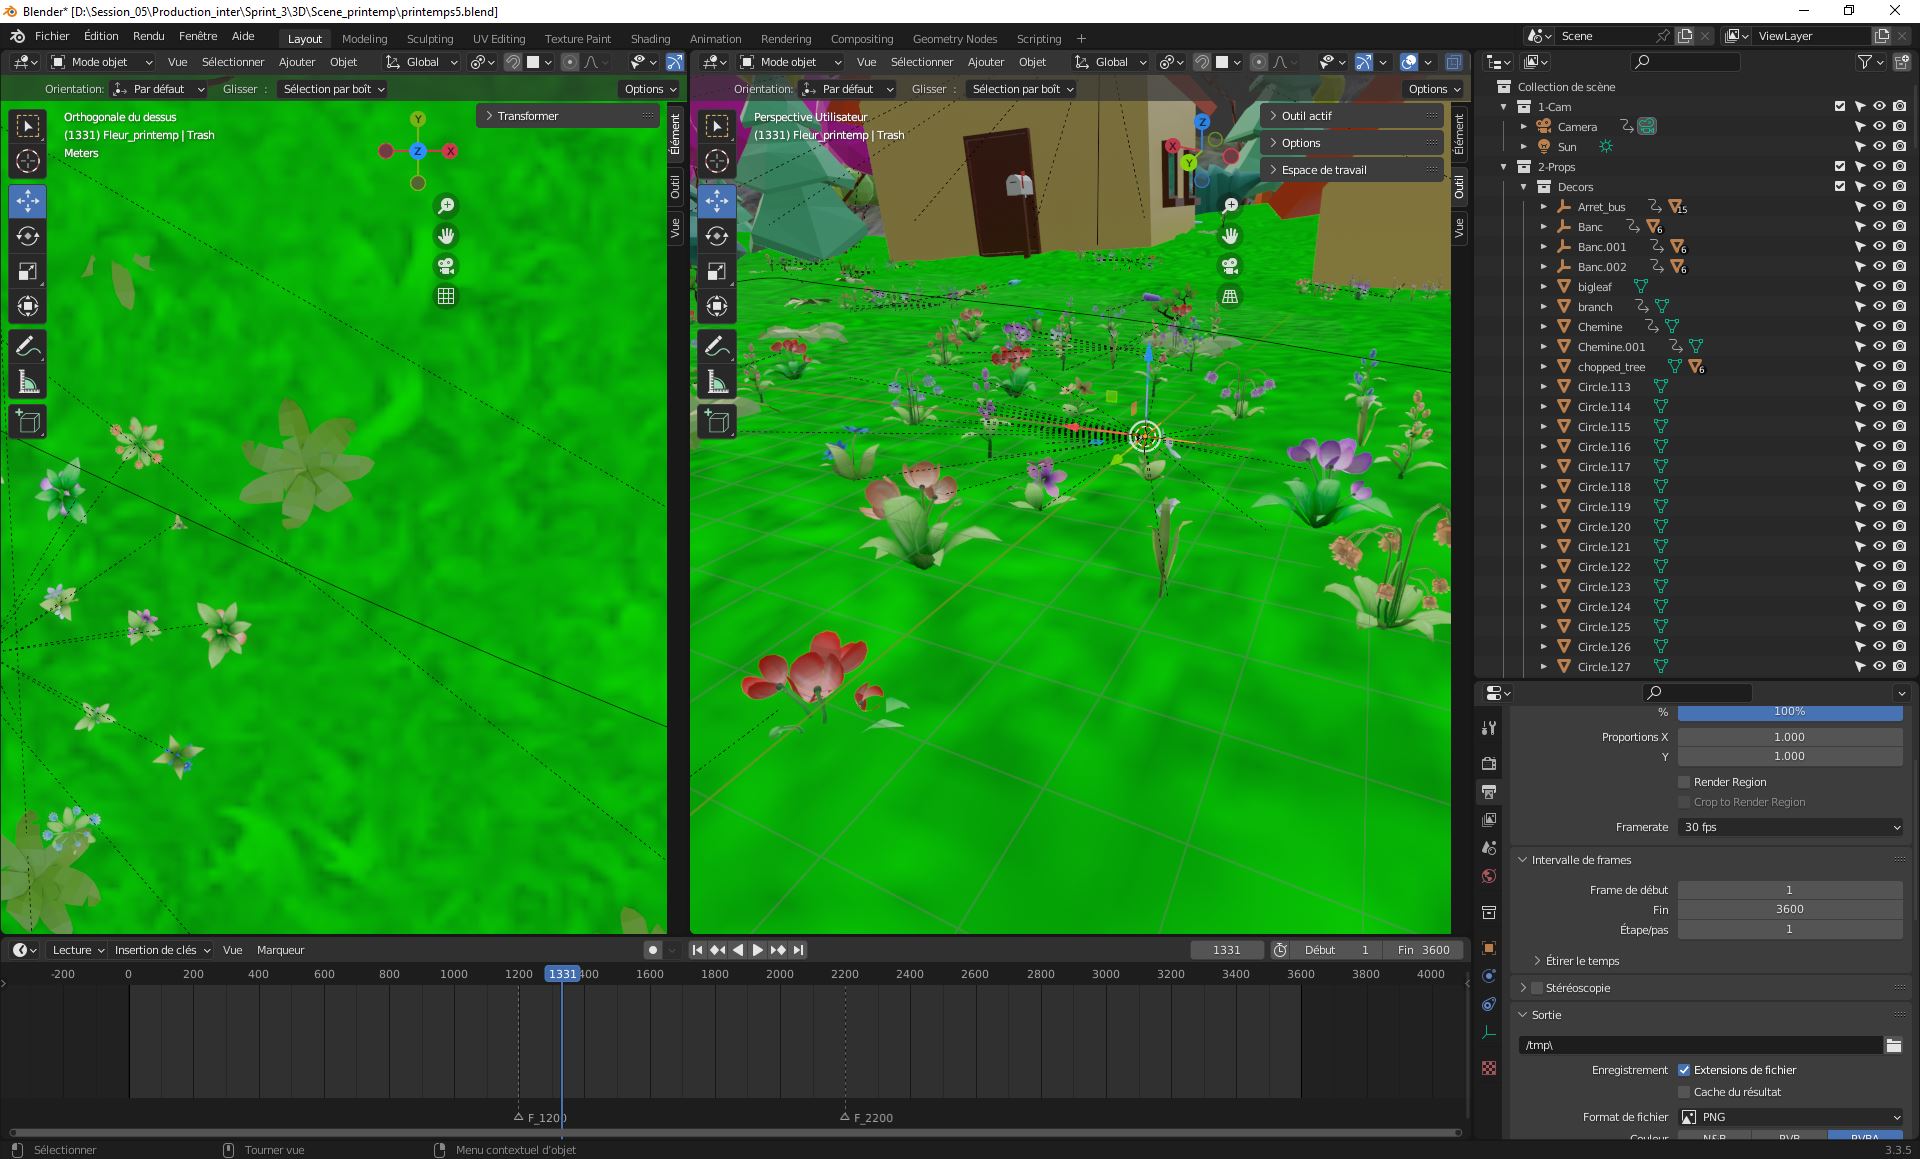 Blender* [D:\Session_05\Production_inter\Sprint_3\3D\Scene_printemp\printemps5.blend]
Fichier Édition Rendu Fenêtre Aide Layout Modeling Sculpting UV Editing Texture Paint Shading Animation Rendering Compositing Geometry Nodes Scripting + Scene ViewLayer
Mode objet Vue Sélectionner Ajouter Objet Global
Mode objet Vue Sélectionner Ajouter Objet Global
Orientation: Par défaut Glisser : Sélection par boît Options
Orientation: Par défaut Glisser : Sélection par boît Options
Orthogonale du dessus
(1331) Fleur_printemp | Trash
Meters
Transformer
Élément
Outil
Vue
Y
Z
X
Perspective Utilisateur
(1331) Fleur_printemp | Trash
Z
X
Y
Outil actif
Options
Espace de travail
Élément
Outil
Vue
Collection de scène
1-Cam
Camera
Sun
2-Props
Decors
Arret_bus 15
Banc 6
Banc.001 6
Banc.002 6
bigleaf
branch
Chemine
Chemine.001
chopped_tree 6
Circle.113
Circle.114
Circle.115
Circle.116
Circle.117
Circle.118
Circle.119
Circle.120
Circle.121
Circle.122
Circle.123
Circle.124
Circle.125
Circle.126
Circle.127
% 100%
Proportions X 1.000
Y 1.000
Render Region
Crop to Render Region
Framerate 30 fps
Intervalle de frames
Frame de début 1
Fin 3600
Étape/pas 1
Étirer le temps
Stéréoscopie
Sortie
/tmp\
Enregistrement Extensions de fichier
Cache du résultat
Format de fichier PNG
Couleur N&B RVB RVBA
Lecture Insertion de clés Vue Marqueur 1331 Début 1 Fin 3600
-200 0 200 400 600 800 1000 1200 1331 400 1600 1800 2000 2200 2400 2600 2800 3000 3200 3400 3600 3800 4000
F_1200 F_2200
Sélectionner Tourner vue Menu contextuel d'objet 3.3.5